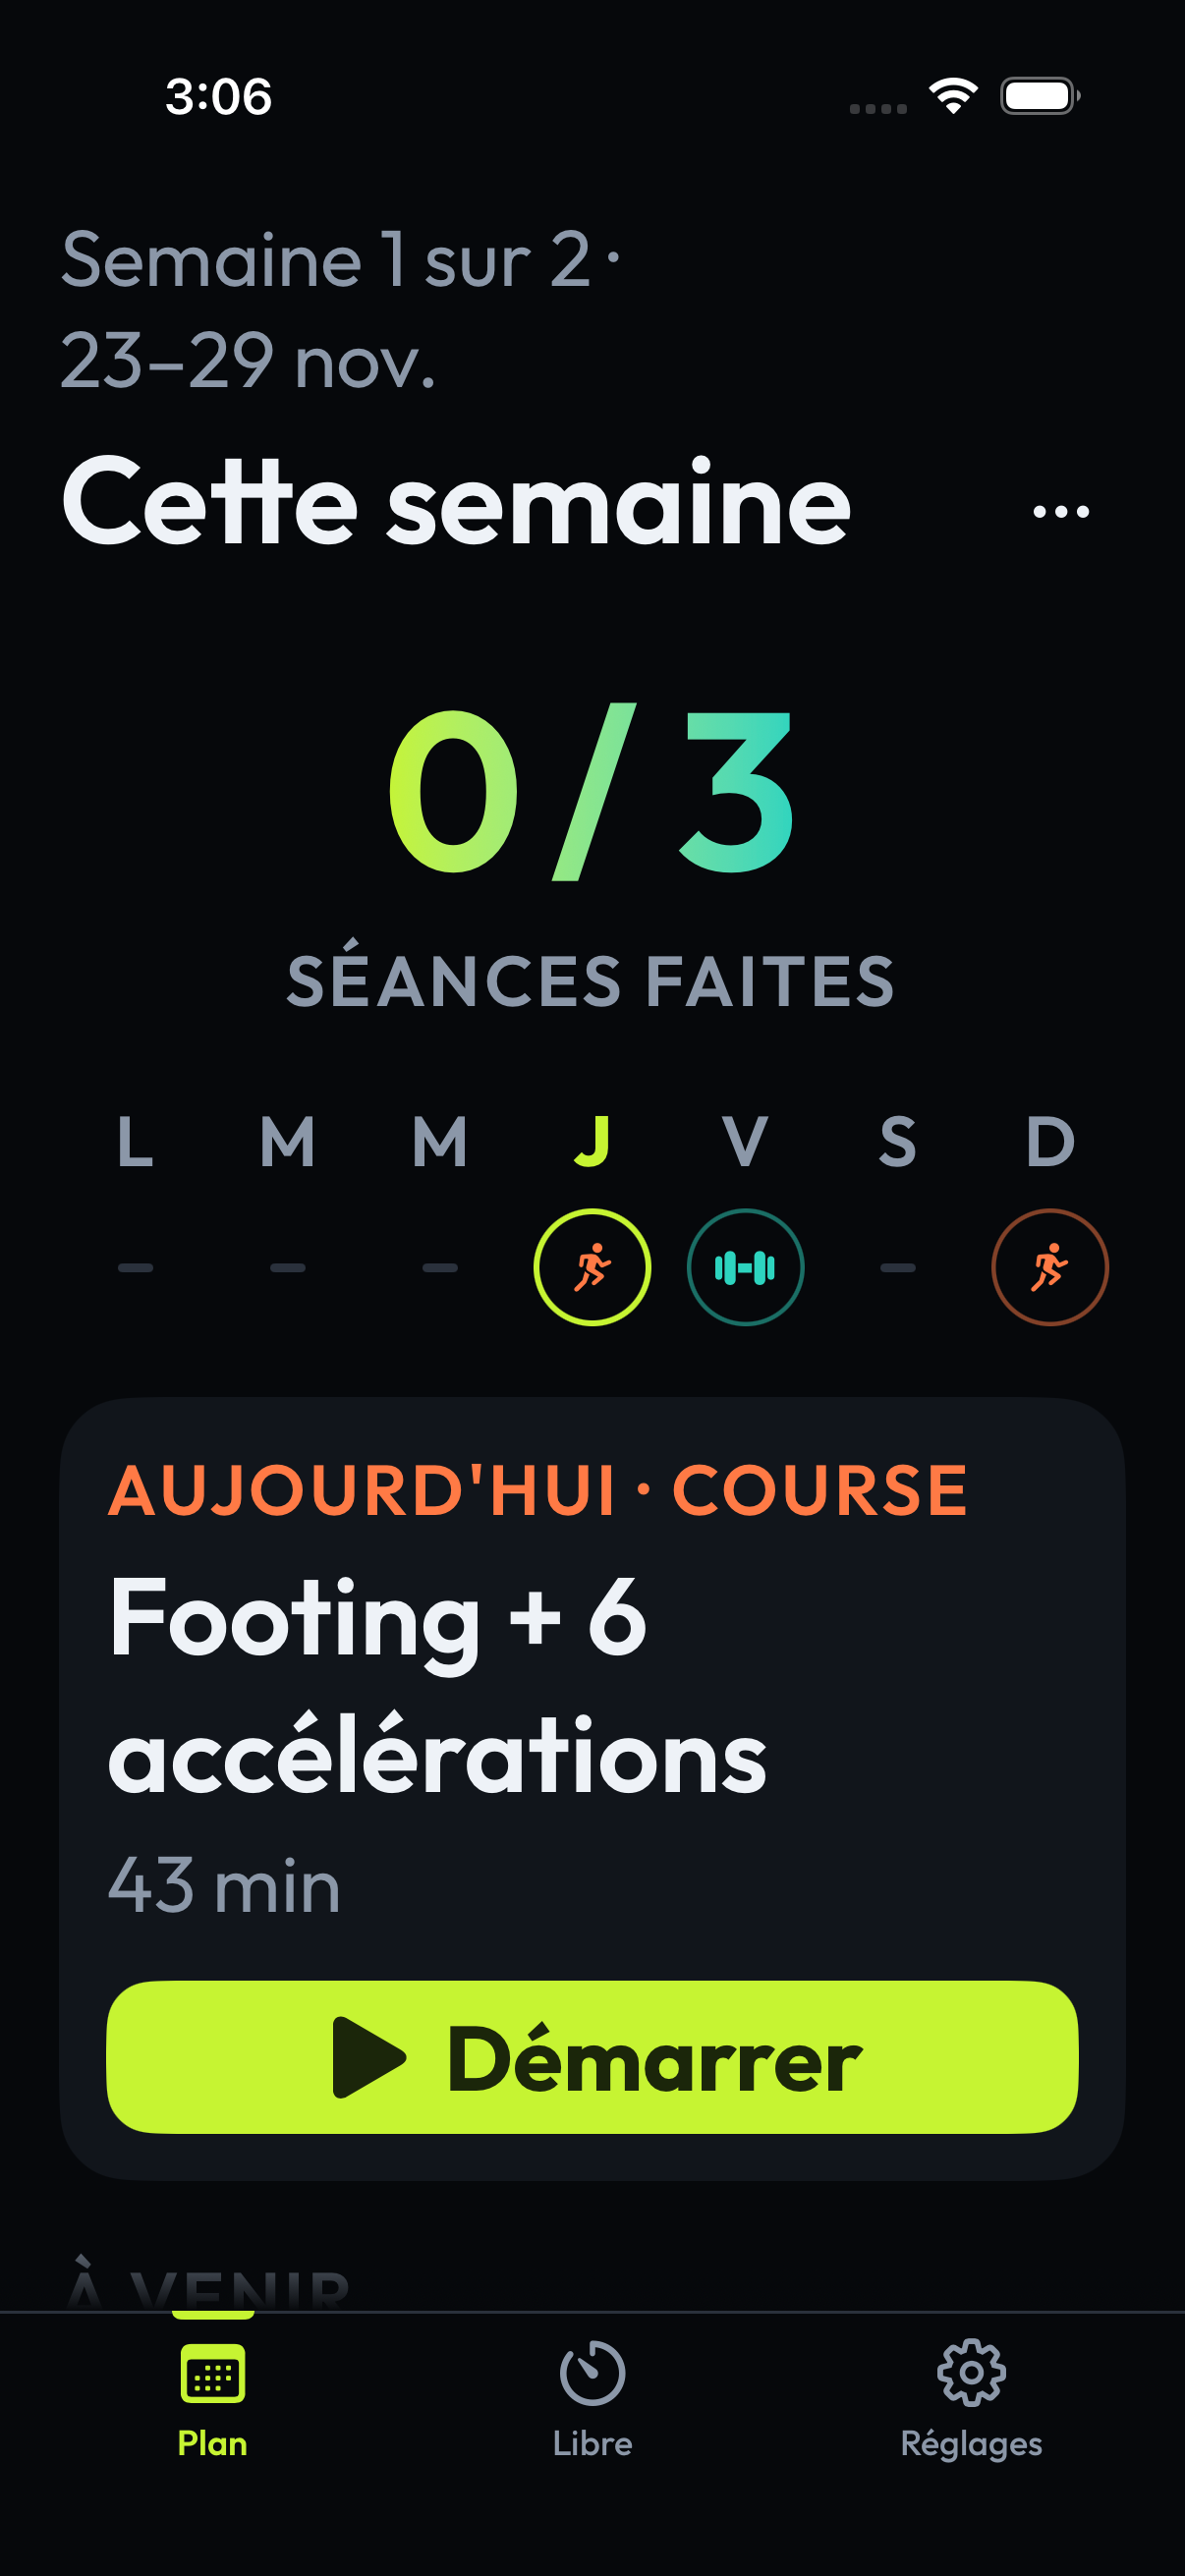 3:06
Semaine 1 sur 2 ·
23–29 nov.
Cette semaine
0/3
SÉANCES FAITES
L M M J V S D
AUJOURD'HUI · COURSE
Footing + 6
accélérations
43 min
Démarrer
À VENIR
Plan Libre Réglages